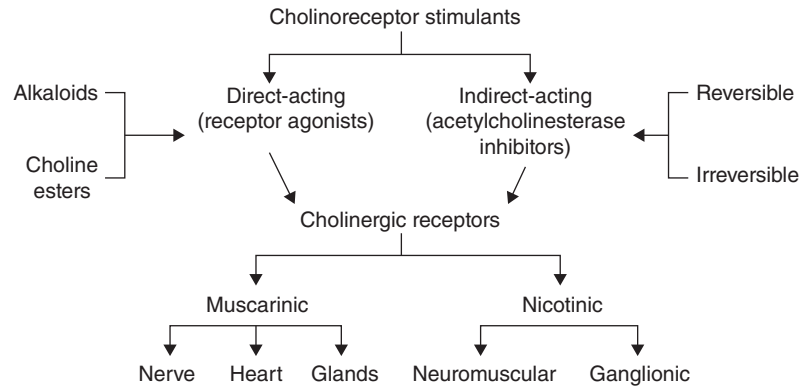 Cholinoreceptor stimulants
Alkaloids
Choline
esters
Direct-acting
(receptor agonists)
Indirect-acting
(acetylcholinesterase
inhibitors)
Reversible
Irreversible
Cholinergic receptors
Muscarinic
Nicotinic
Nerve
Heart
Glands
Neuromuscular
Ganglionic